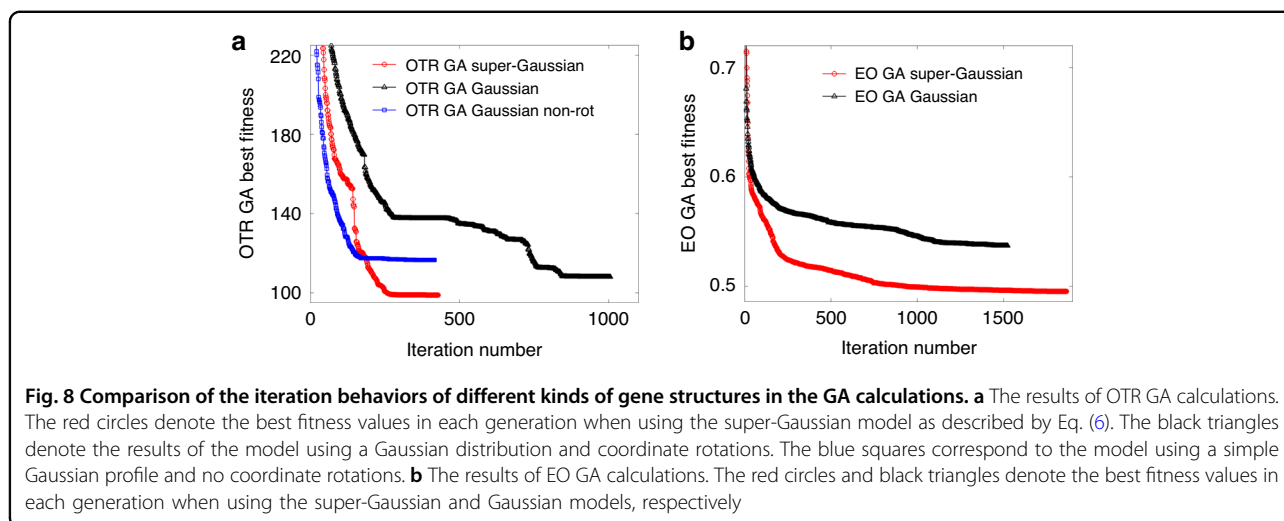 a
220
180
140
100
OTR GA best fitness
OTR GA super-Gaussian
OTR GA Gaussian
OTR GA Gaussian non-rot
0
500
1000
Iteration number
b
0.7
0.6
0.5
EO GA best fitness
EO GA super-Gaussian
EO GA Gaussian
0
500
1000
1500
Iteration number
Fig. 8 Comparison of the iteration behaviors of different kinds of gene structures in the GA calculations. a The results of OTR GA calculations.
The red circles denote the best fitness values in each generation when using the super-Gaussian model as described by Eq. (6). The black triangles
denote the results of the model using a Gaussian distribution and coordinate rotations. The blue squares correspond to the model using a simple
Gaussian profile and no coordinate rotations. b The results of EO GA calculations. The red circles and black triangles denote the best fitness values in
each generation when using the super-Gaussian and Gaussian models, respectively